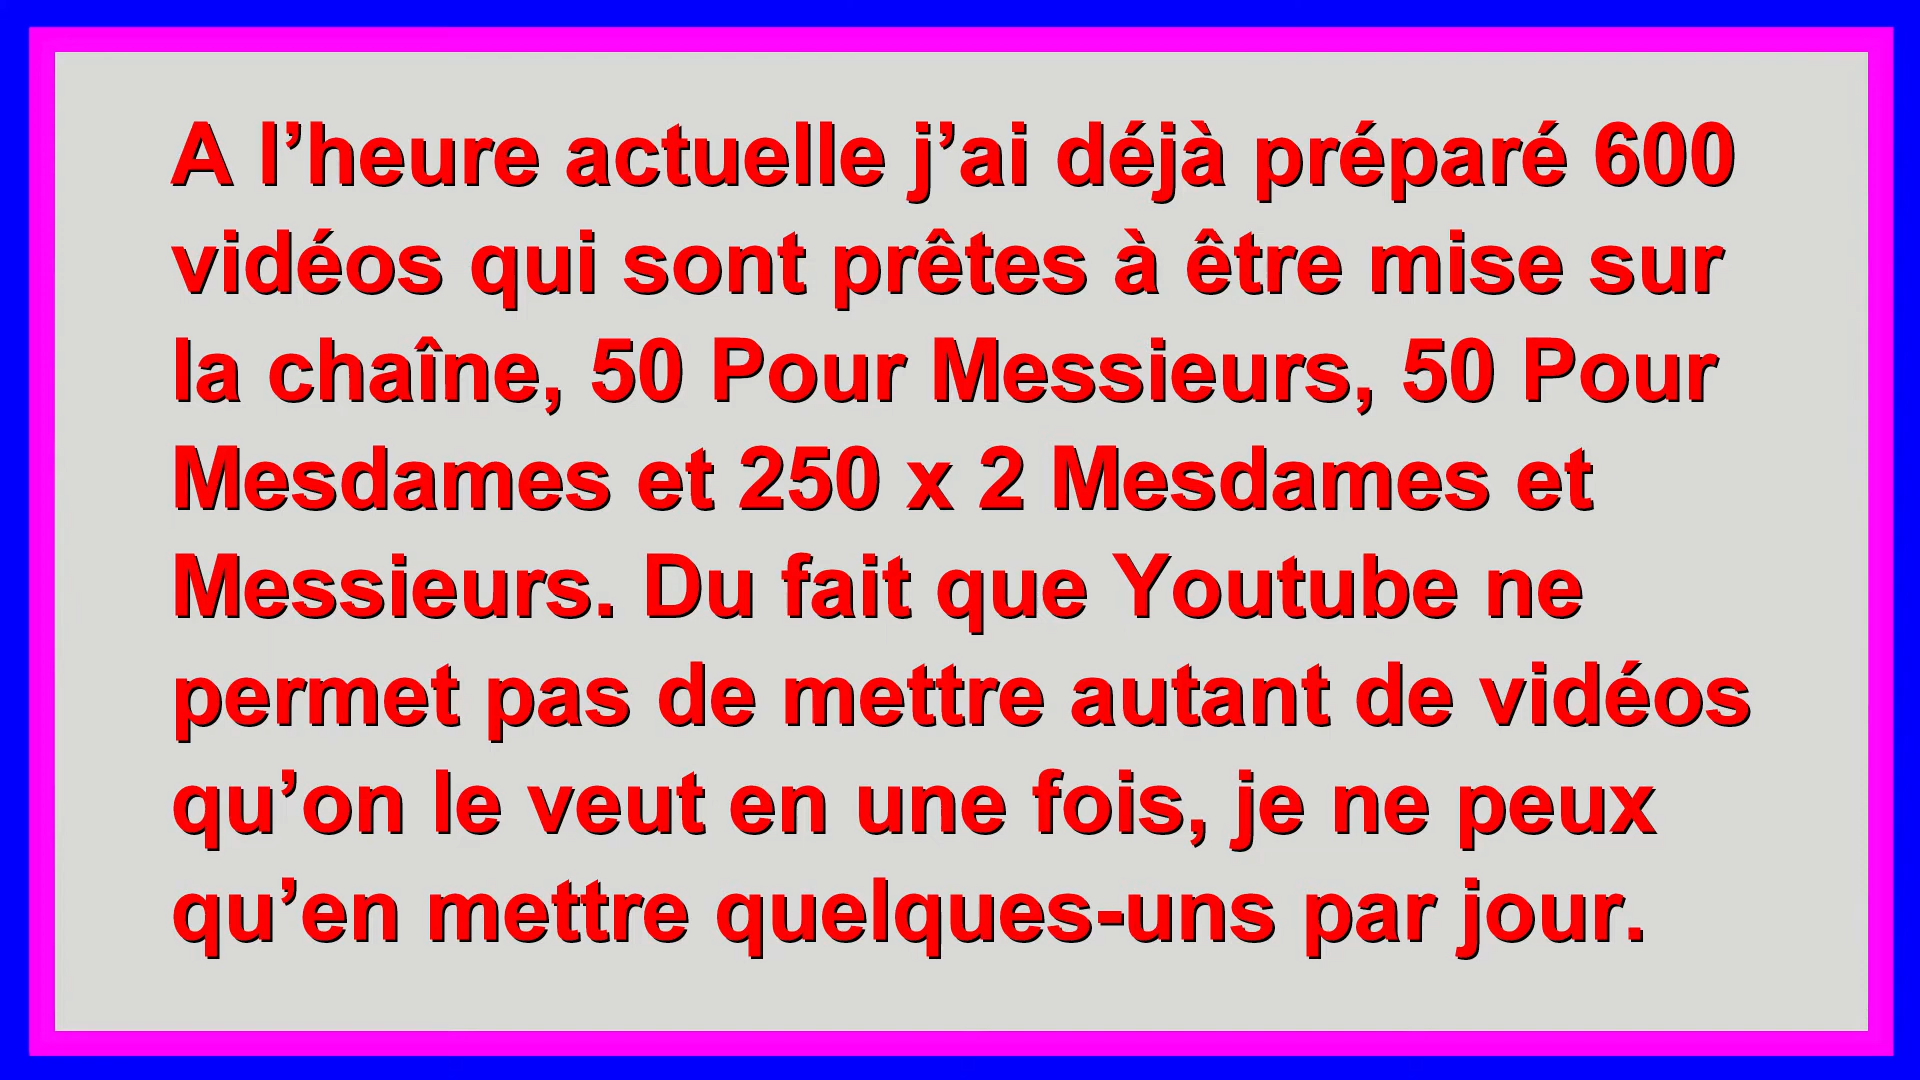 A l’heure actuelle j’ai déjà préparé 600
vidéos qui sont prêtes à être mise sur
la chaîne, 50 Pour Messieurs, 50 Pour
Mesdames et 250 x 2 Mesdames et
Messieurs. Du fait que Youtube ne
permet pas de mettre autant de vidéos
qu’on le veut en une fois, je ne peux
qu’en mettre quelques-uns par jour.